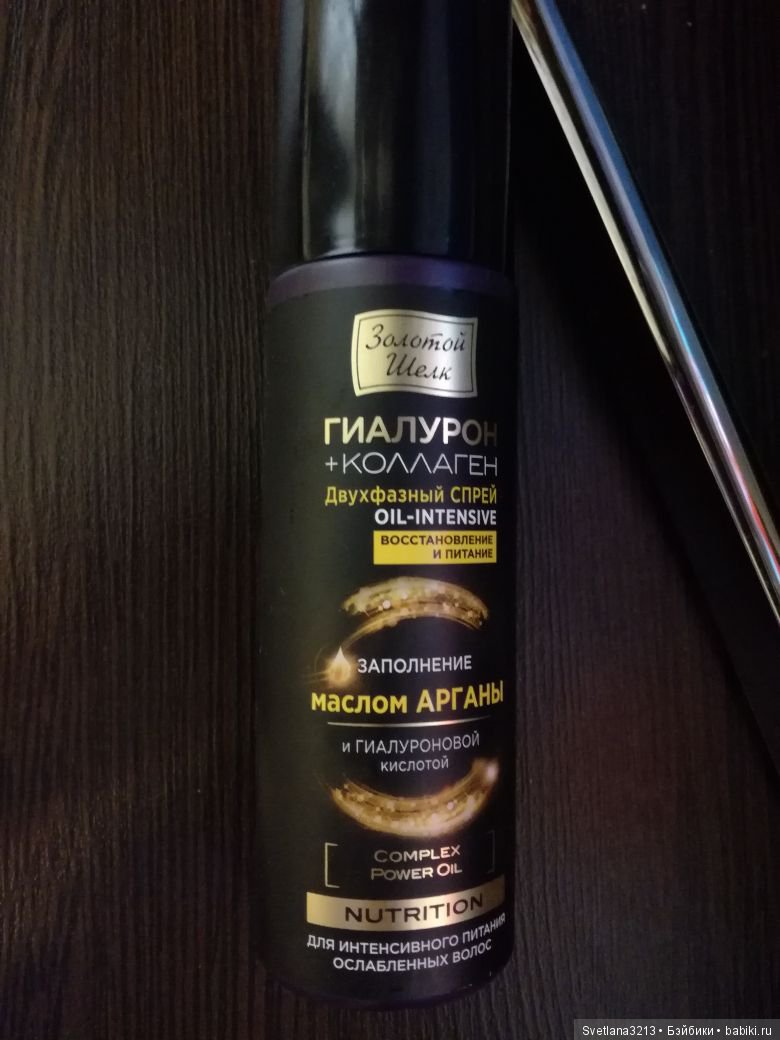 Золотой
Шелк
ГИАЛУРОН
+КОЛЛАГЕН
Двухфазный СПРЕЙ
OIL-INTENSIVE
ВОССТАНОВЛЕНИЕ
И ПИТАНИЕ
ЗАПОЛНЕНИЕ
маслом АРГАНЫ
и ГИАЛУРОНОВОЙ
кислотой
COMPLEX
POWER OIL
NUTRITION
ДЛЯ ИНТЕНСИВНОГО ПИТАНИЯ
ОСЛАБЛЕННЫХ ВОЛОС
Svetlana3213 • Бэйбики • babiki.ru